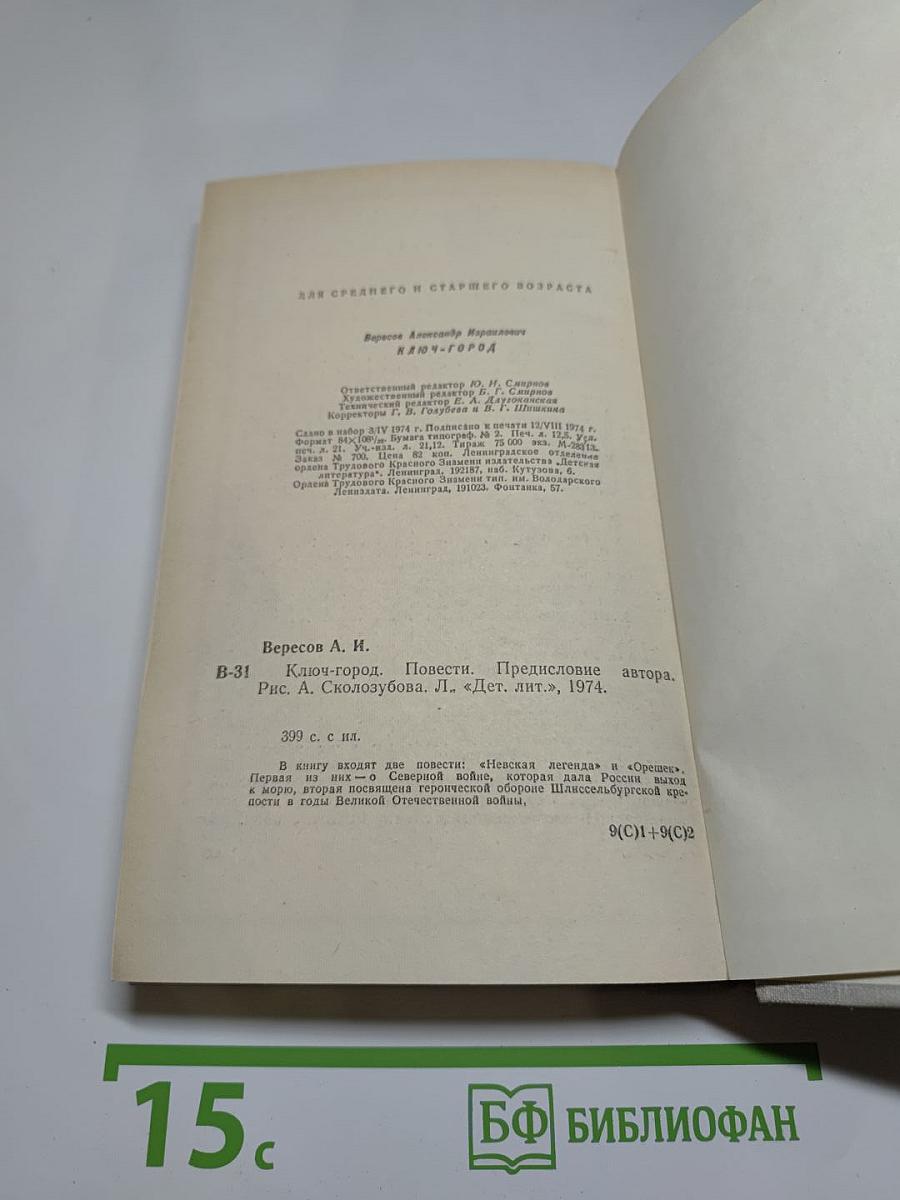 ДЛЯ СРЕДНЕГО И СТАРШЕГО ВОЗРАСТА
Вересов Александр Израилевич
КЛЮЧ-ГОРОД
Ответственный редактор Ю. Н. Смирнов
Художественный редактор Б. Г. Смирнов
Технический редактор Е. А. Длугоканская
Корректоры Г. В. Голубева и В. Г. Шишкина
Сдано в набор 3/IV 1974 г. Подписано к печати 12/VIII 1974 г.
Формат 84×108¹/₃₂. Бумага типограф. № 2. Печ. л. 12,5. Усл.
печ. л. 21. Уч.-изд. л. 21,12. Тираж 75 000 экз.
Заказ № 700. Цена 82 коп. Ленинградское отделение
ордена Трудового Красного Знамени издательства „Детская
литература“. Ленинград, 192187, наб. Кутузова, 6.
Ордена Трудового Красного Знамени тип. им. Володарского
Лениздата. Ленинград, 191023. Фонтанка, 57.
Вересов А. И.
В-31 Ключ-город. Повести. Предисловие автора.
Рис. А. Сколозубова. Л., «Дет. лит.», 1974.
399 с. с ил.
В книгу входят две повести: «Невская легенда» и «Орешек».
Первая из них — о Северной войне, которая дала России выход
к морю, вторая посвящена героической обороне Шлиссельбургской кре-
пости в годы Великой Отечественной войны,
9(С)1+9(С)2
15 с
БФ БИБЛИОФАН